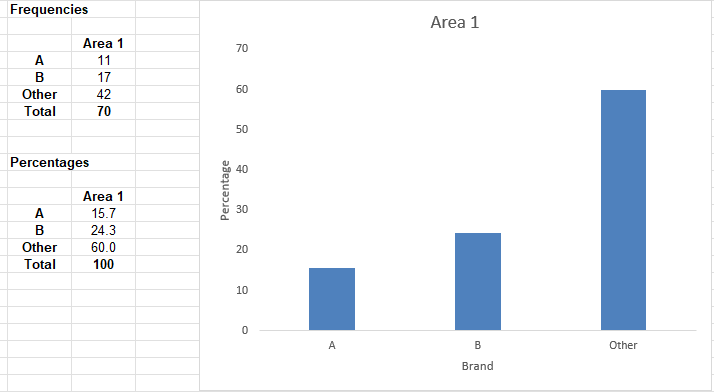 Frequencies
Area 1
A 11
B 17
Other 42
Total 70
Percentages
Area 1
A 15.7
B 24.3
Other 60.0
Total 100
Area 1
70
60
50
40
30
20
10
0
Percentage
A B Other
Brand